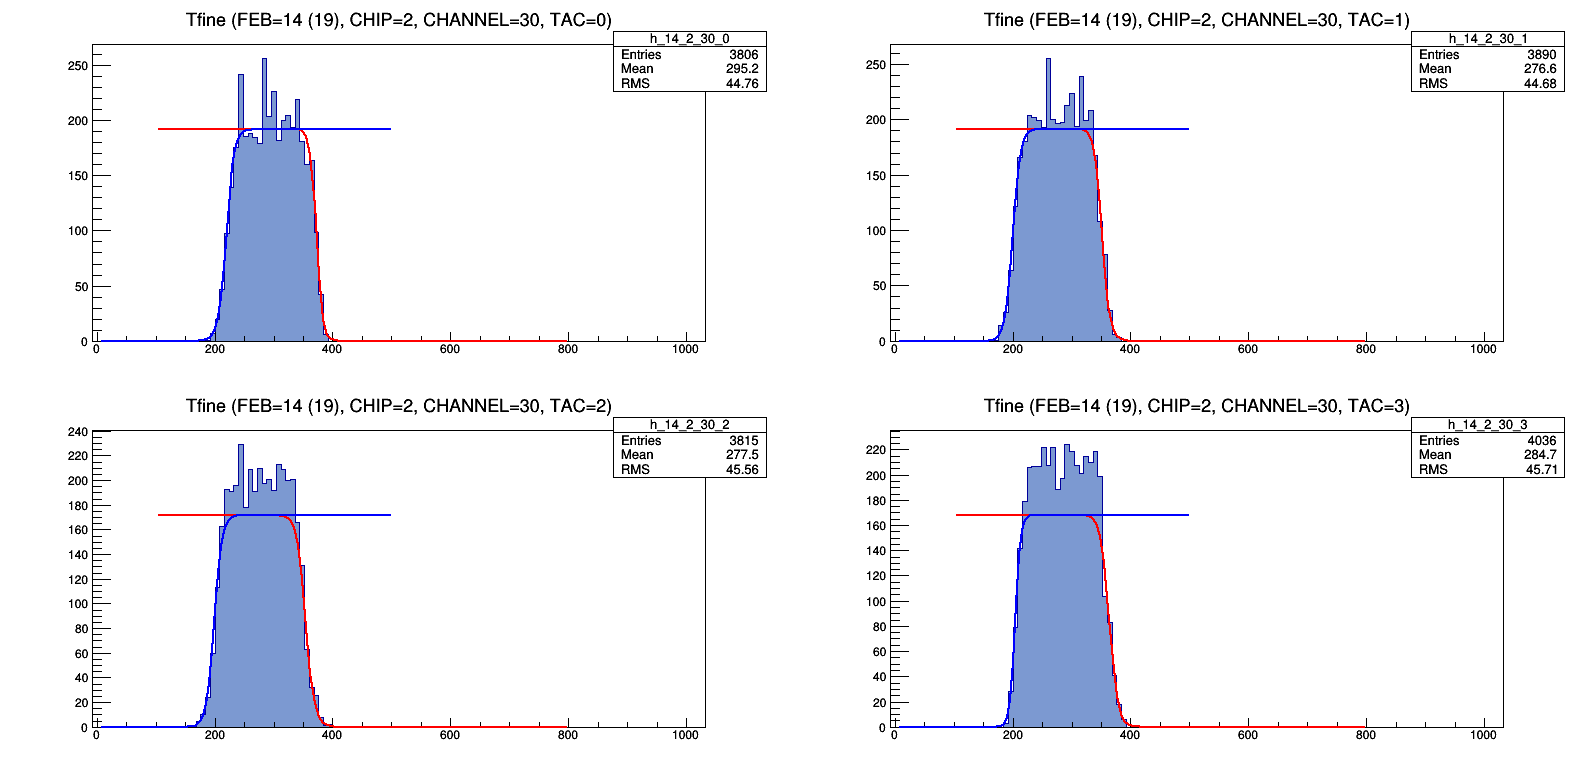 Tfine (FEB=14 (19), CHIP=2, CHANNEL=30, TAC=0)
h_14_2_30_0
Entries 3806
Mean 295.2
RMS 44.76
250
200
150
100
50
0
0 200 400 600 800 1000
Tfine (FEB=14 (19), CHIP=2, CHANNEL=30, TAC=1)
h_14_2_30_1
Entries 3890
Mean 276.6
RMS 44.68
250
200
150
100
50
0
0 200 400 600 800 1000
Tfine (FEB=14 (19), CHIP=2, CHANNEL=30, TAC=2)
h_14_2_30_2
Entries 3815
Mean 277.5
RMS 45.56
240
220
200
180
160
140
120
100
80
60
40
20
0
0 200 400 600 800 1000
Tfine (FEB=14 (19), CHIP=2, CHANNEL=30, TAC=3)
h_14_2_30_3
Entries 4036
Mean 284.7
RMS 45.71
220
200
180
160
140
120
100
80
60
40
20
0
0 200 400 600 800 1000